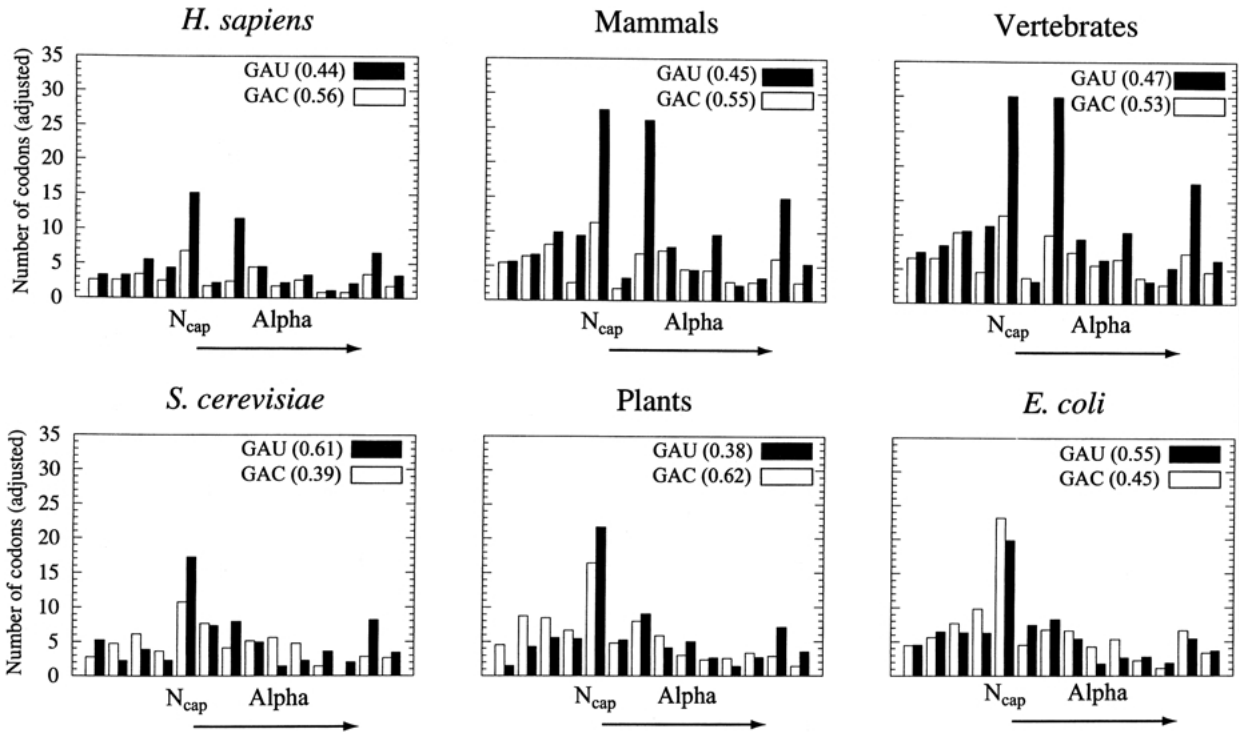 H. sapiens
Mammals
Vertebrates
Number of codons (adjusted)
35
30
25
20
15
10
5
0
GAU (0.44)
GAC (0.56)
GAU (0.45)
GAC (0.55)
GAU (0.47)
GAC (0.53)
Ncap Alpha
Ncap Alpha
Ncap Alpha
S. cerevisiae
Plants
E. coli
Number of codons (adjusted)
35
30
25
20
15
10
5
0
GAU (0.61)
GAC (0.39)
GAU (0.38)
GAC (0.62)
GAU (0.55)
GAC (0.45)
Ncap Alpha
Ncap Alpha
Ncap Alpha